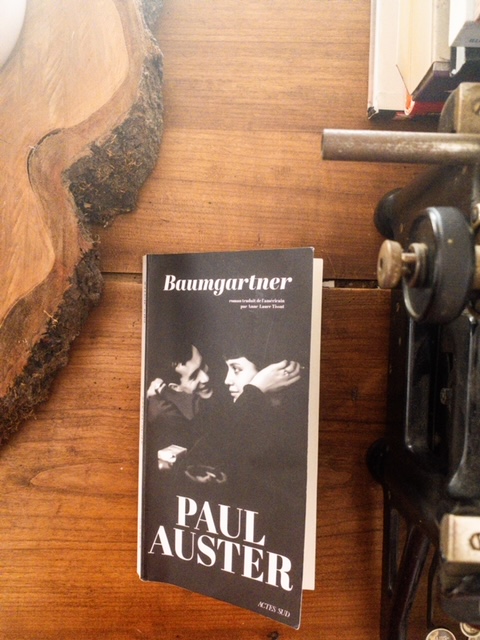 Baumgartner
roman traduit de l'américain
par Anne-Laure Tissut
PAUL
AUSTER
ACTES SUD